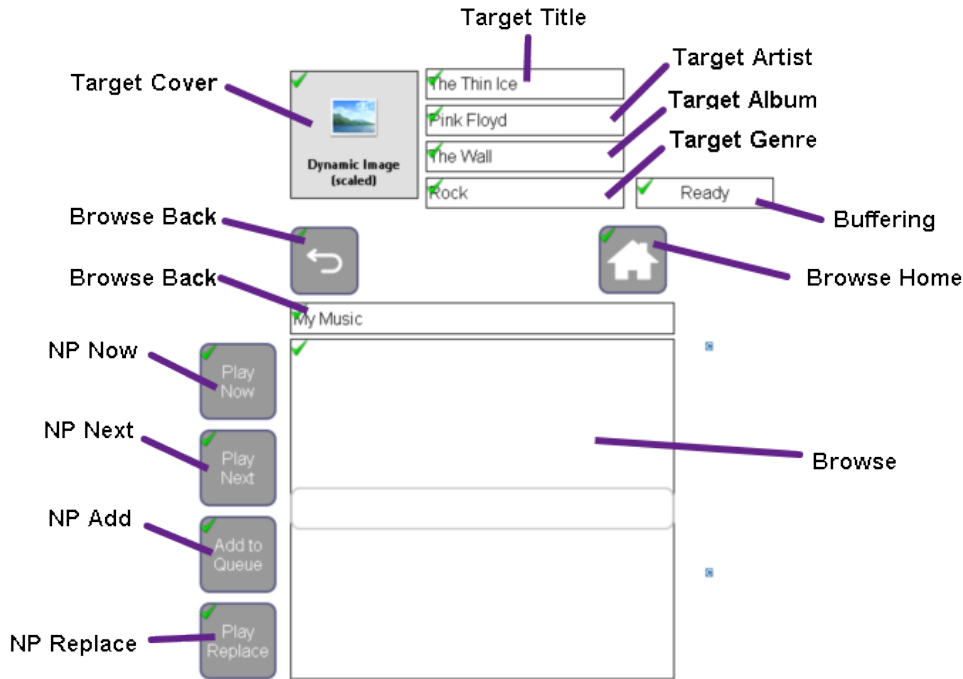 Target Title
Target Cover
The Thin Ice
Target Artist
Pink Floyd
Target Album
Dynamic Image
(scaled)
The Wall
Target Genre
Rock
Ready
Buffering
Browse Back
Browse Home
Browse Back
My Music
NP Now
Play
Now
NP Next
Play
Next
Browse
NP Add
Add to
Queue
NP Replace
Play
Replace